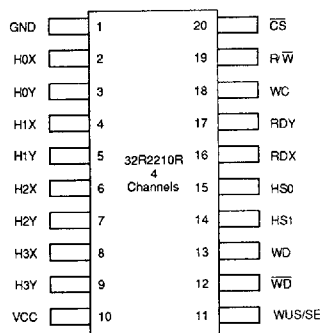 GND 1 20 C̅S̅
H0X 2 19 R/W̅
H0Y 3 18 WC
H1X 4 17 RDY
H1Y 5 16 RDX
H2X 6 15 HS0
H2Y 7 14 HS1
H3X 8 13 WD
H3Y 9 12 W̅D̅
VCC 10 11 WUS/SE
32R2210R
4
Channels